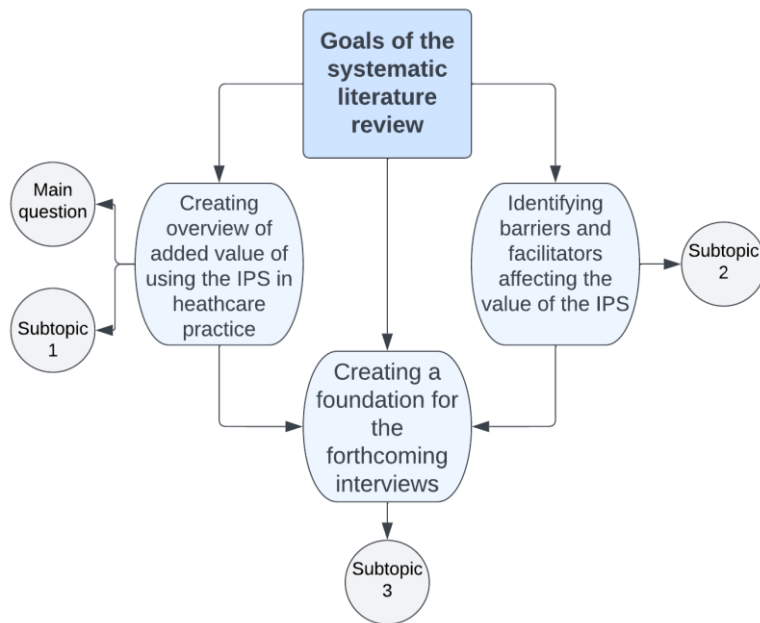 Goals of the
systematic
literature
review
Main
question
Creating
overview of
added value of
using the IPS in
heathcare
practice
Identifying
barriers and
facilitators
affecting the
value of the IPS
Subtopic
2
Subtopic
1
Creating a
foundation for
the
forthcoming
interviews
Subtopic
3